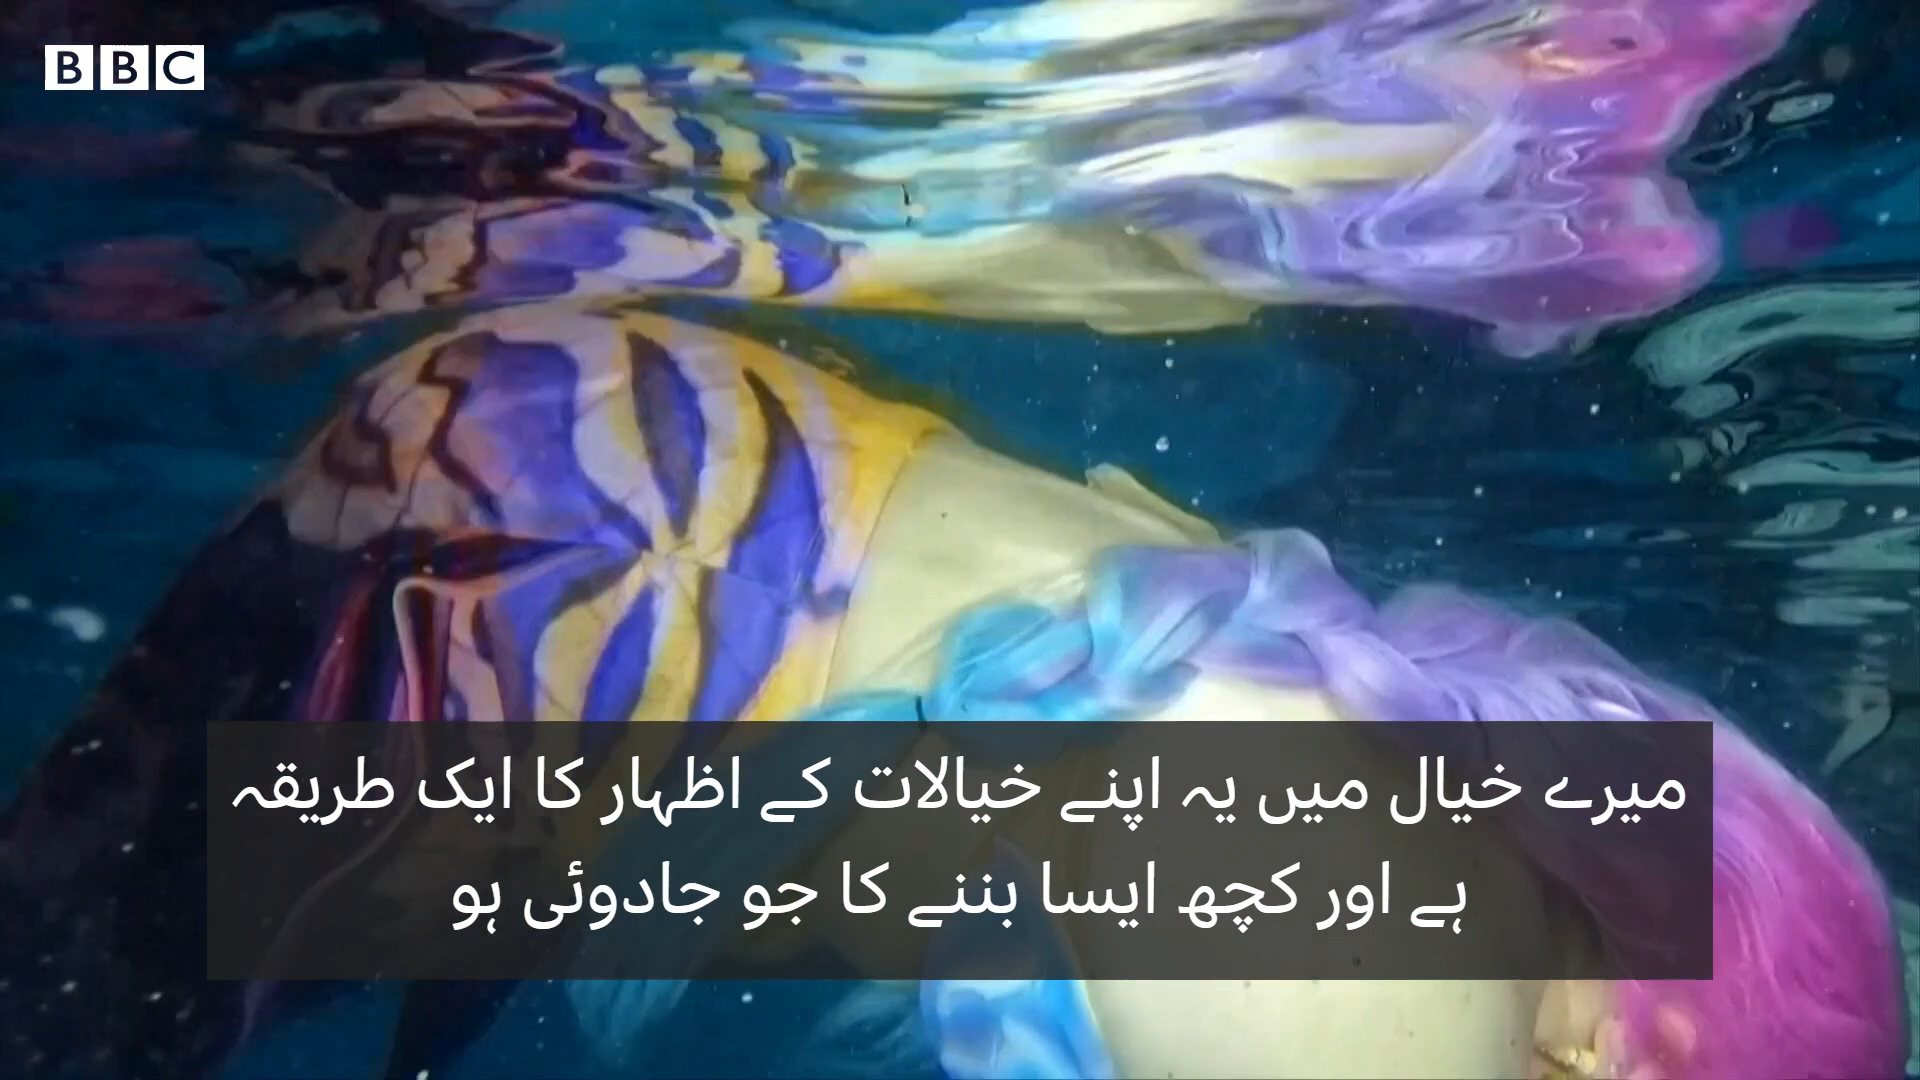 BBC
میرے خیال میں یہ اپنے خیالات کے اظہار کا ایک طریقہ
ہے اور کچھ ایسا بننے کا جو جادوئی ہو